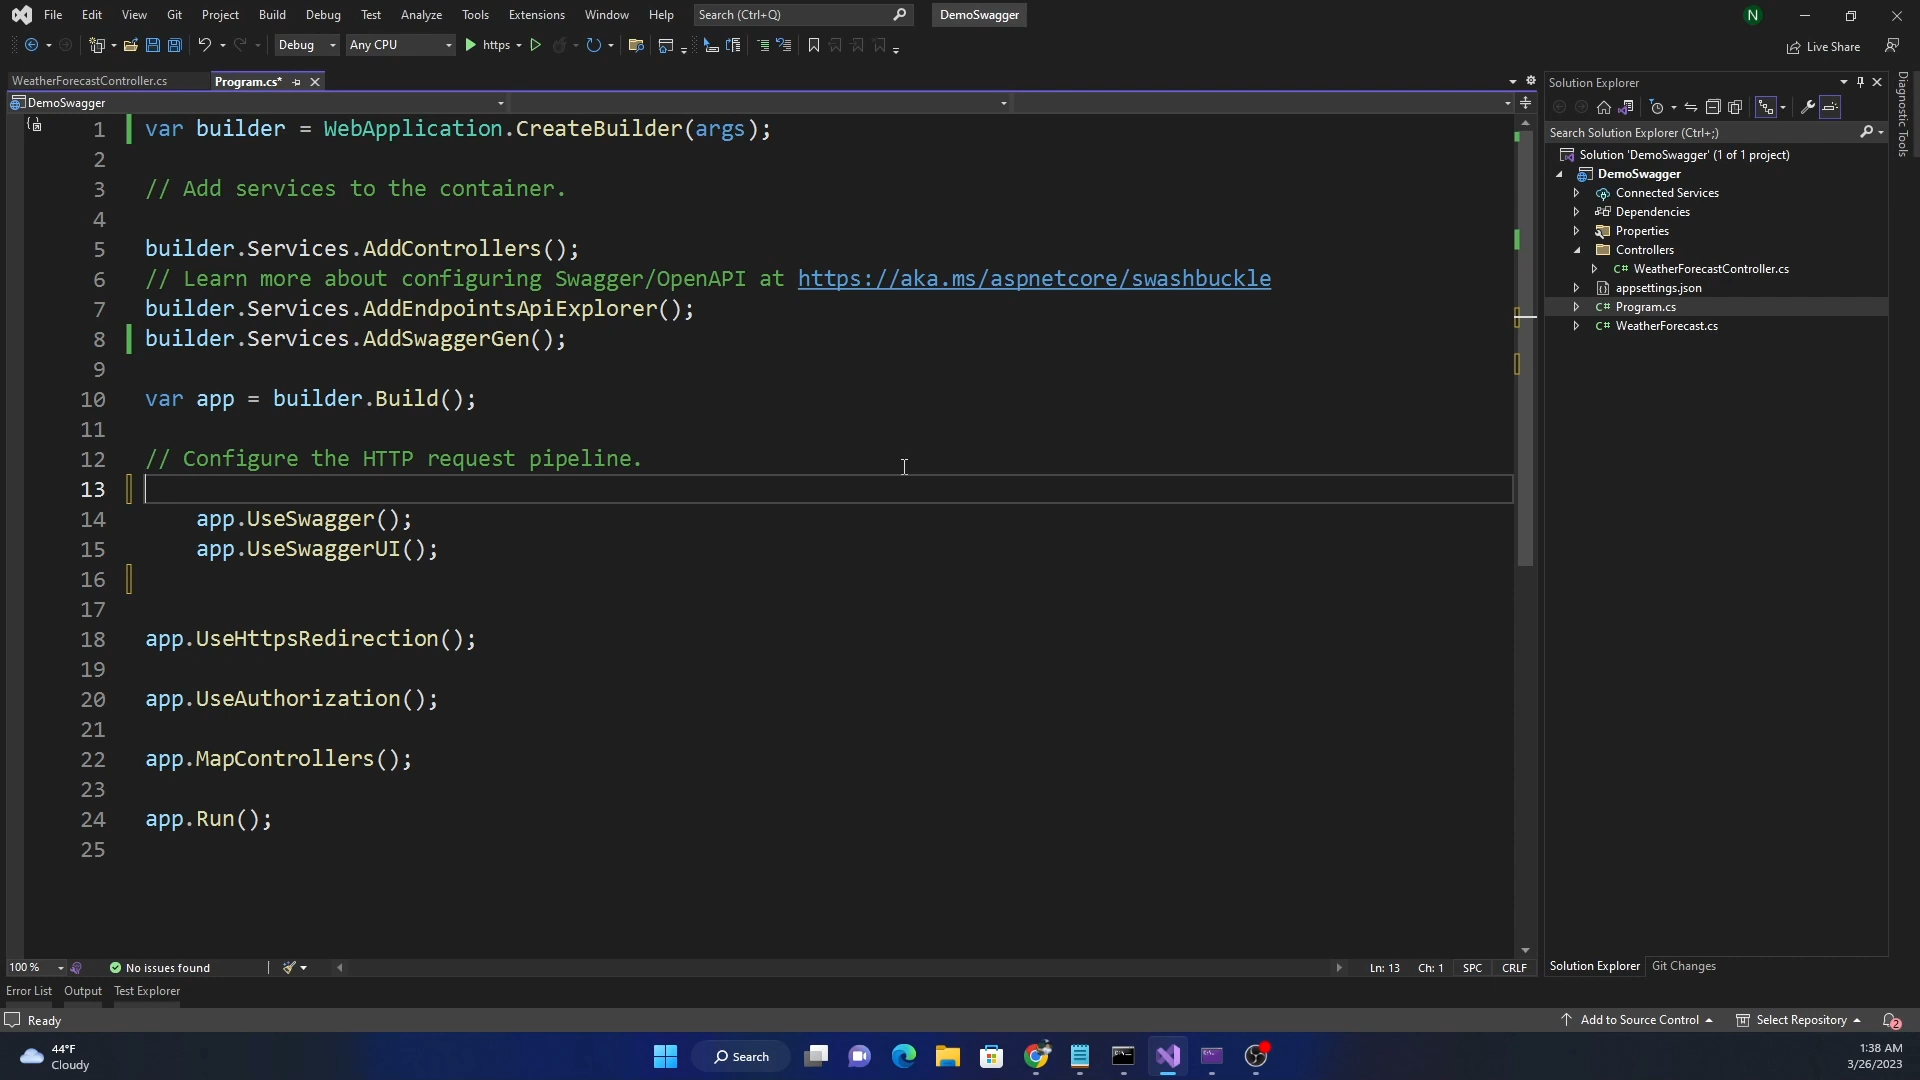 File Edit View Git Project Build Debug Test Analyze Tools Extensions Window Help Search (Ctrl+Q) DemoSwagger N
Debug Any CPU https Live Share
WeatherForecastController.cs Program.cs*
DemoSwagger
1 var builder = WebApplication.CreateBuilder(args);
2
3 // Add services to the container.
4
5 builder.Services.AddControllers();
6 // Learn more about configuring Swagger/OpenAPI at https://aka.ms/aspnetcore/swashbuckle
7 builder.Services.AddEndpointsApiExplorer();
8 builder.Services.AddSwaggerGen();
9
10 var app = builder.Build();
11
12 // Configure the HTTP request pipeline.
13
14 app.UseSwagger();
15 app.UseSwaggerUI();
16
17
18 app.UseHttpsRedirection();
19
20 app.UseAuthorization();
21
22 app.MapControllers();
23
24 app.Run();
25
100 % No issues found Ln: 13 Ch: 1 SPC CRLF
Solution Explorer
Search Solution Explorer (Ctrl+;)
Solution 'DemoSwagger' (1 of 1 project)
DemoSwagger
Connected Services
Dependencies
Properties
Controllers
C# WeatherForecastController.cs
appsettings.json
C# Program.cs
C# WeatherForecast.cs
Solution Explorer Git Changes
Diagnostic Tools
Error List Output Test Explorer
Ready Add to Source Control Select Repository 2
44°F
Cloudy
Search
1:38 AM
3/26/2023